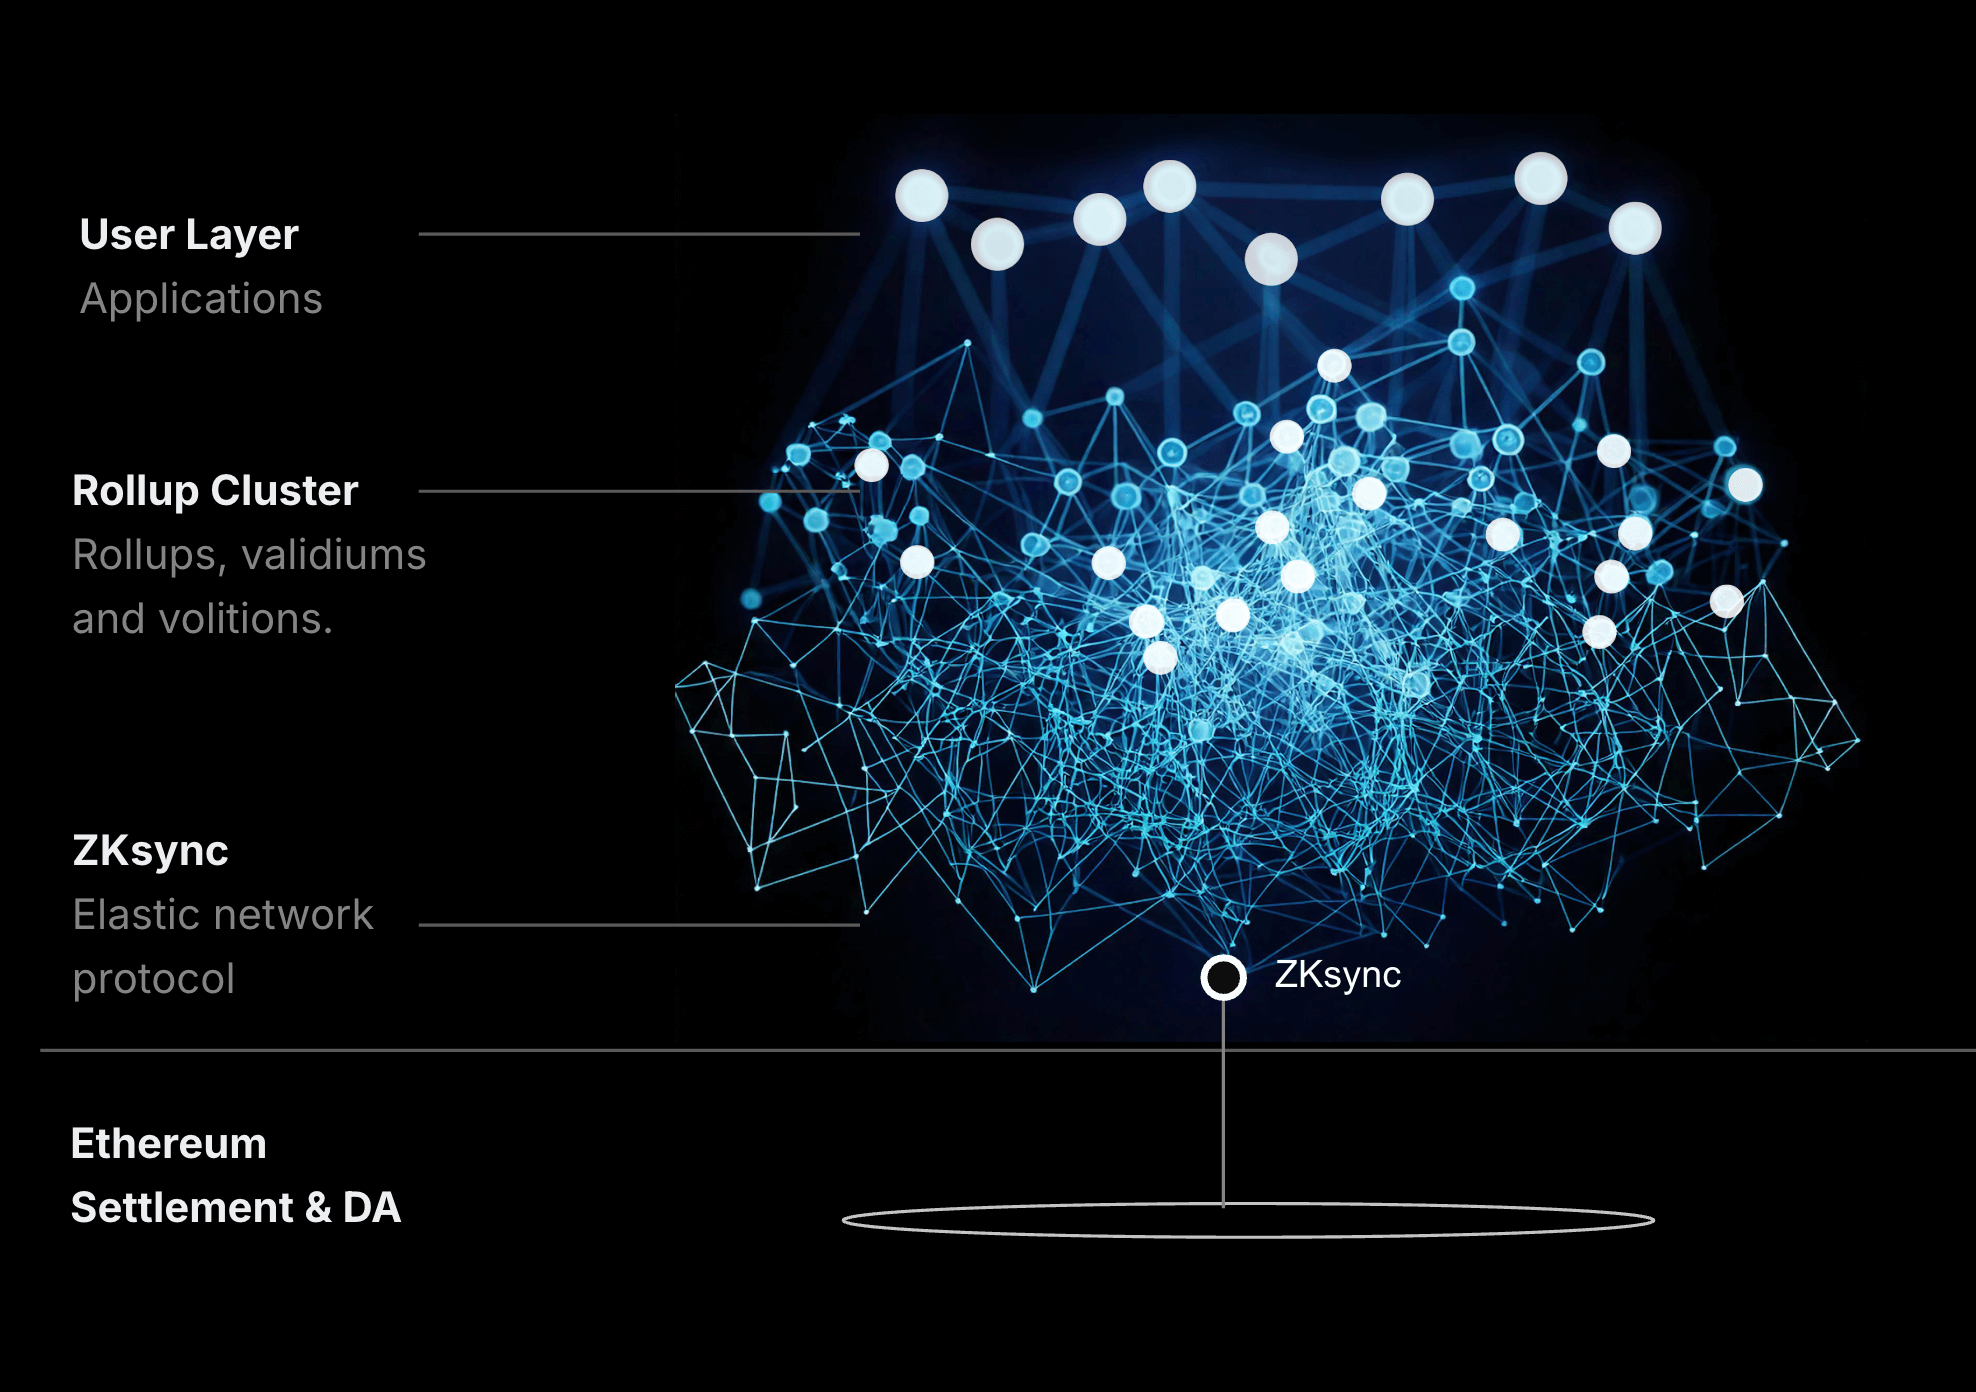 User Layer
Applications
Rollup Cluster
Rollups, validiums
and volitions.
ZKsync
Elastic network
protocol
ZKsync
Ethereum
Settlement & DA